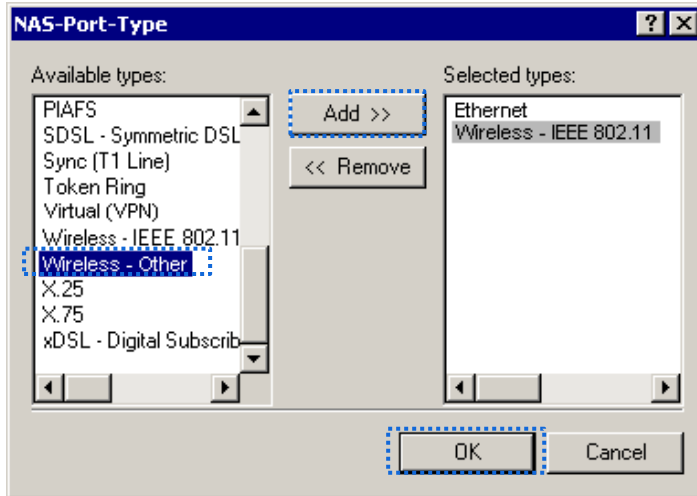 NAS-Port-Type
Available types:
PIAFS
SDSL - Symmetric DSL
Sync (T1 Line)
Token Ring
Virtual (VPN)
Wireless - IEEE 802.11
Wireless - Other
X.25
X.75
xDSL - Digital Subscrib
Add >>
<< Remove
Selected types:
Ethernet
Wireless - IEEE 802.11
OK
Cancel